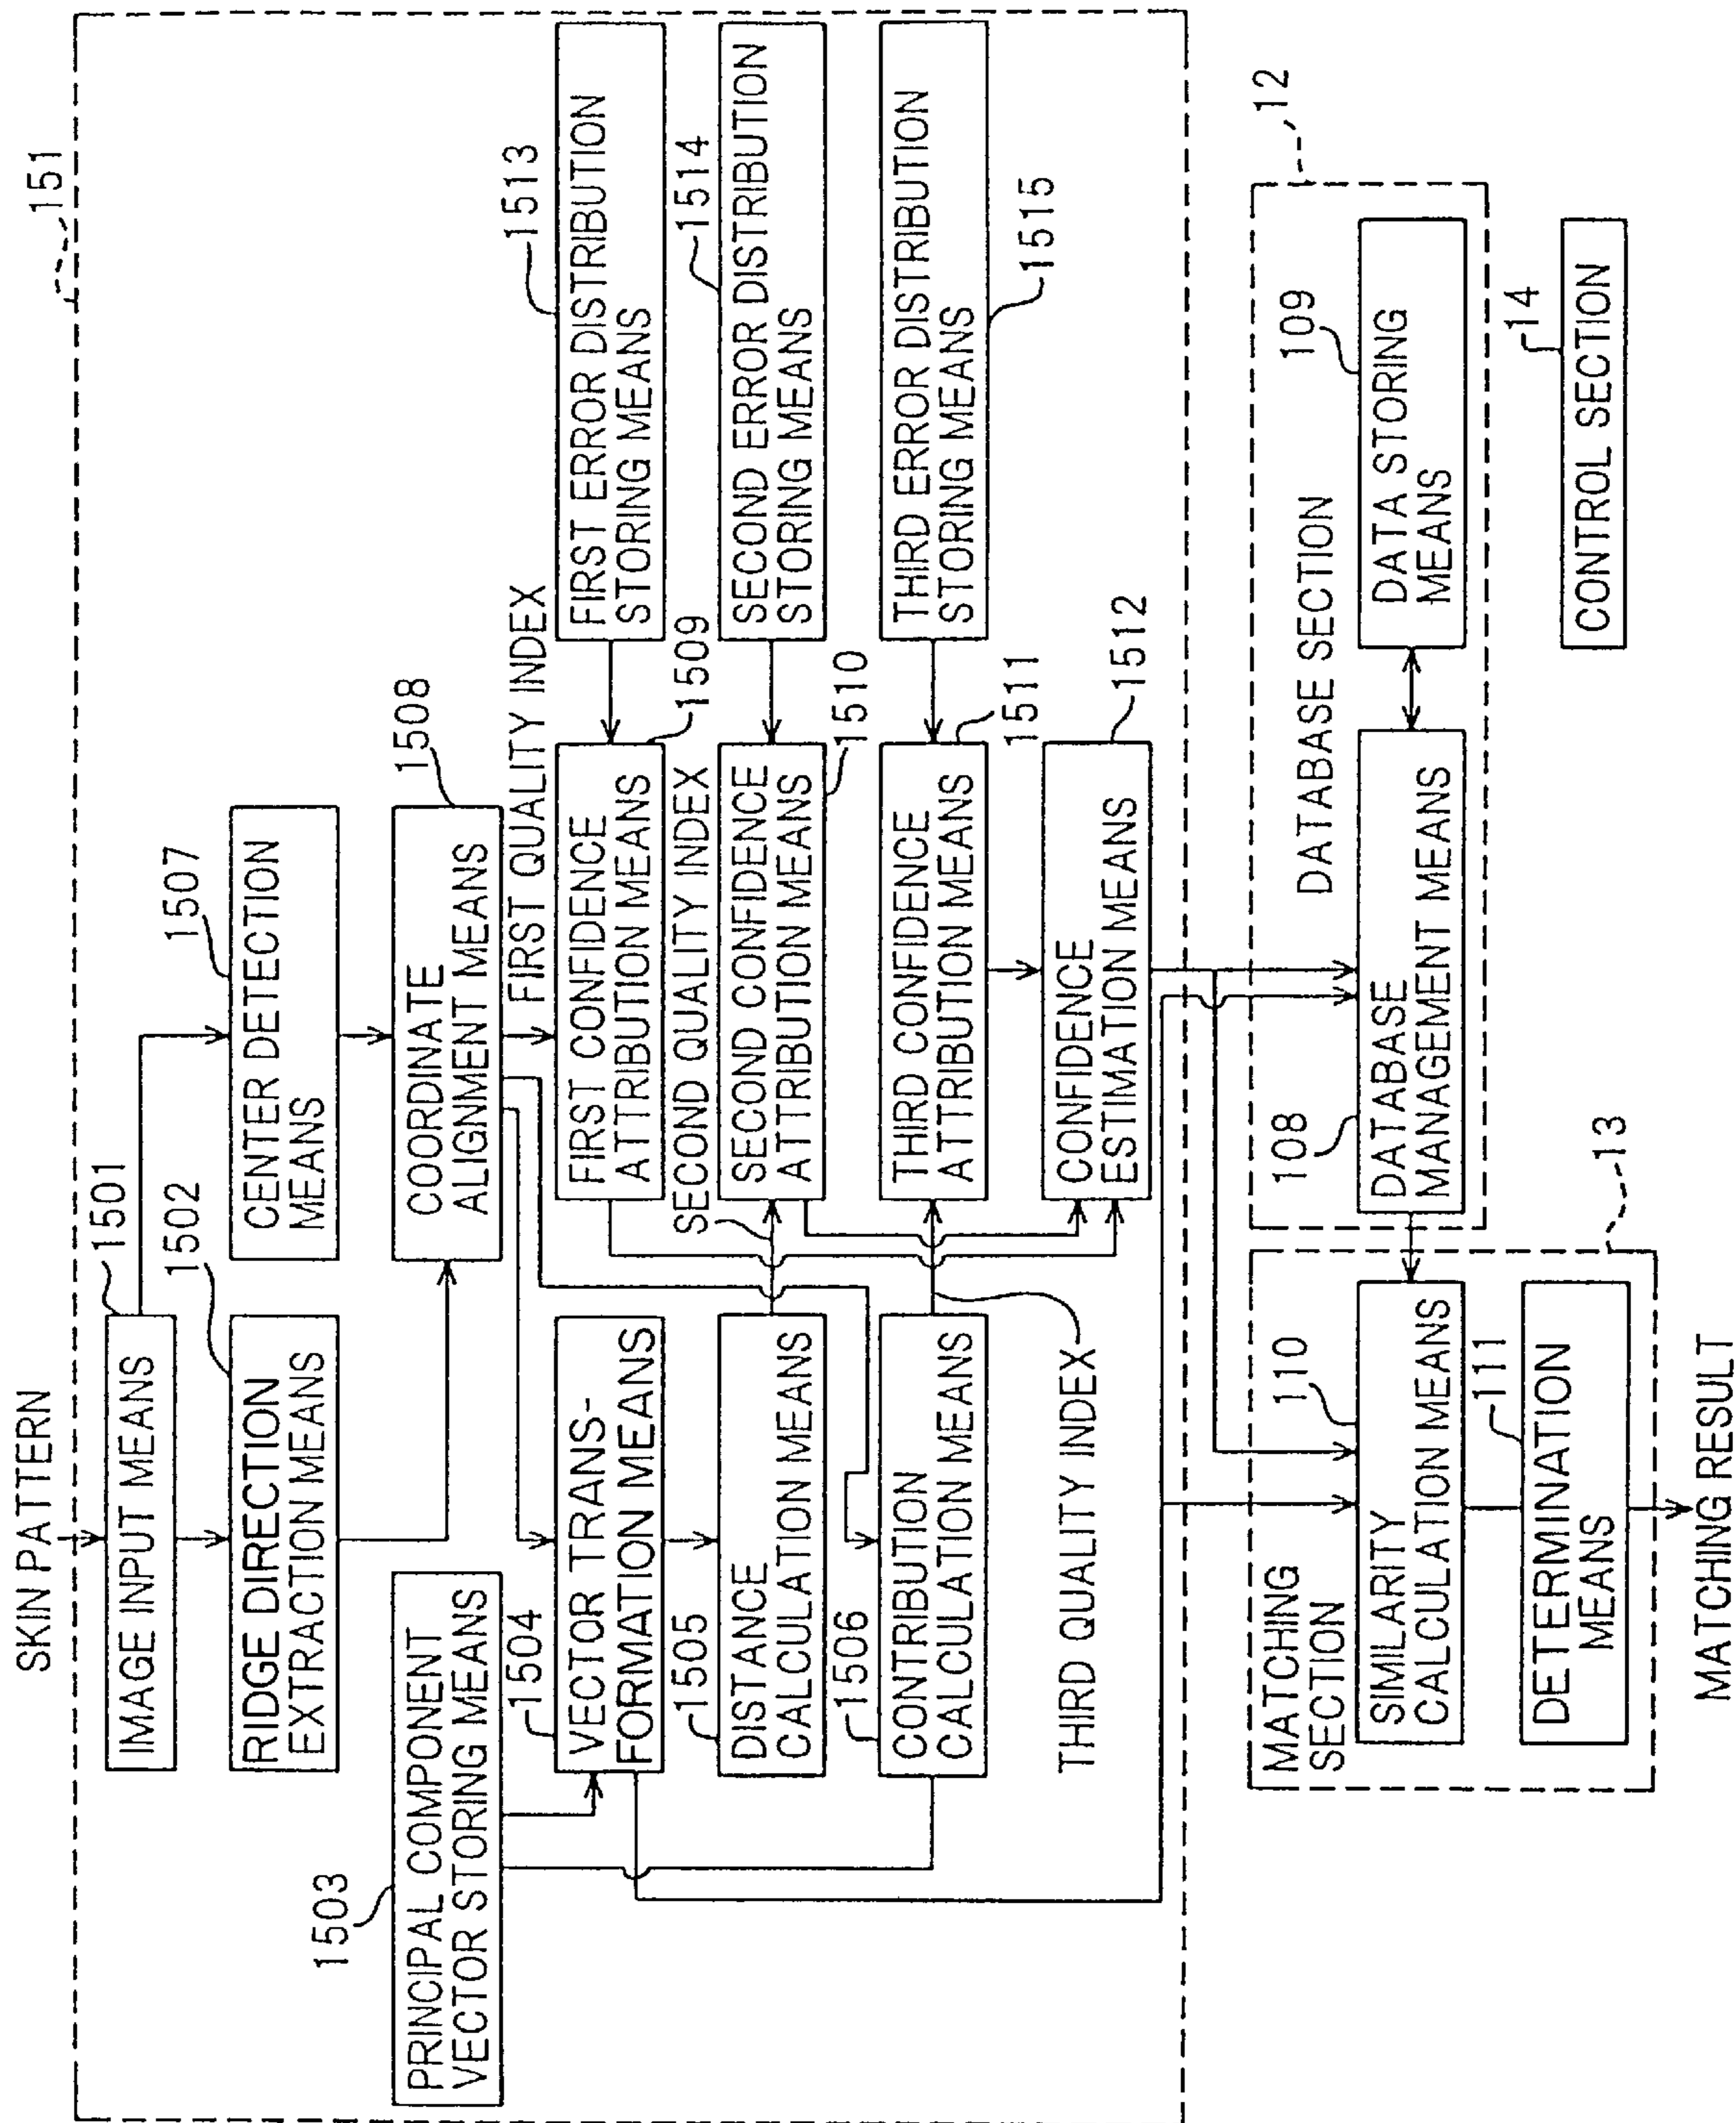 SKIN PATTERN
151
1501
IMAGE INPUT MEANS
1502
RIDGE DIRECTION
EXTRACTION MEANS
1507
CENTER DETECTION
MEANS
1503
PRINCIPAL COMPONENT
VECTOR STORING MEANS
1508
COORDINATE
ALIGNMENT MEANS
FIRST QUALITY INDEX
1513
1504
VECTOR TRANS-
FORMATION MEANS
FIRST CONFIDENCE
ATTRIBUTION MEANS
1509
FIRST ERROR DISTRIBUTION
STORING MEANS
SECOND QUALITY INDEX
1514
1505
DISTANCE
CALCULATION MEANS
SECOND CONFIDENCE
ATTRIBUTION MEANS
1510
SECOND ERROR DISTRIBUTION
STORING MEANS
1506
CONTRIBUTION
CALCULATION MEANS
THIRD CONFIDENCE
ATTRIBUTION MEANS
1511
THIRD ERROR DISTRIBUTION
STORING MEANS
1515
THIRD QUALITY INDEX
CONFIDENCE
ESTIMATION MEANS
1512
MATCHING
SECTION
DATABASE SECTION
12
110
SIMILARITY
CALCULATION MEANS
108
DATABASE
MANAGEMENT MEANS
109
DATA STORING
MEANS
111
DETERMINATION
MEANS
13
14
CONTROL SECTION
MATCHING RESULT